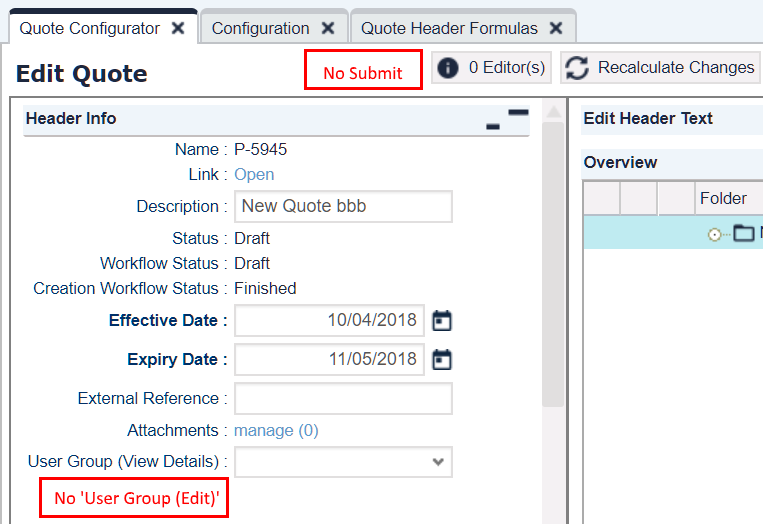 Quote Configurator
Configuration
Quote Header Formulas
Edit Quote
No Submit
0 Editor(s)
Recalculate Changes
Header Info
Name : P-5945
Link : Open
Description : New Quote bbb
Status : Draft
Workflow Status : Draft
Creation Workflow Status : Finished
Effective Date : 10/04/2018
Expiry Date : 11/05/2018
External Reference :
Attachments : manage (0)
User Group (View Details) :
No 'User Group (Edit)'
Edit Header Text
Overview
Folder